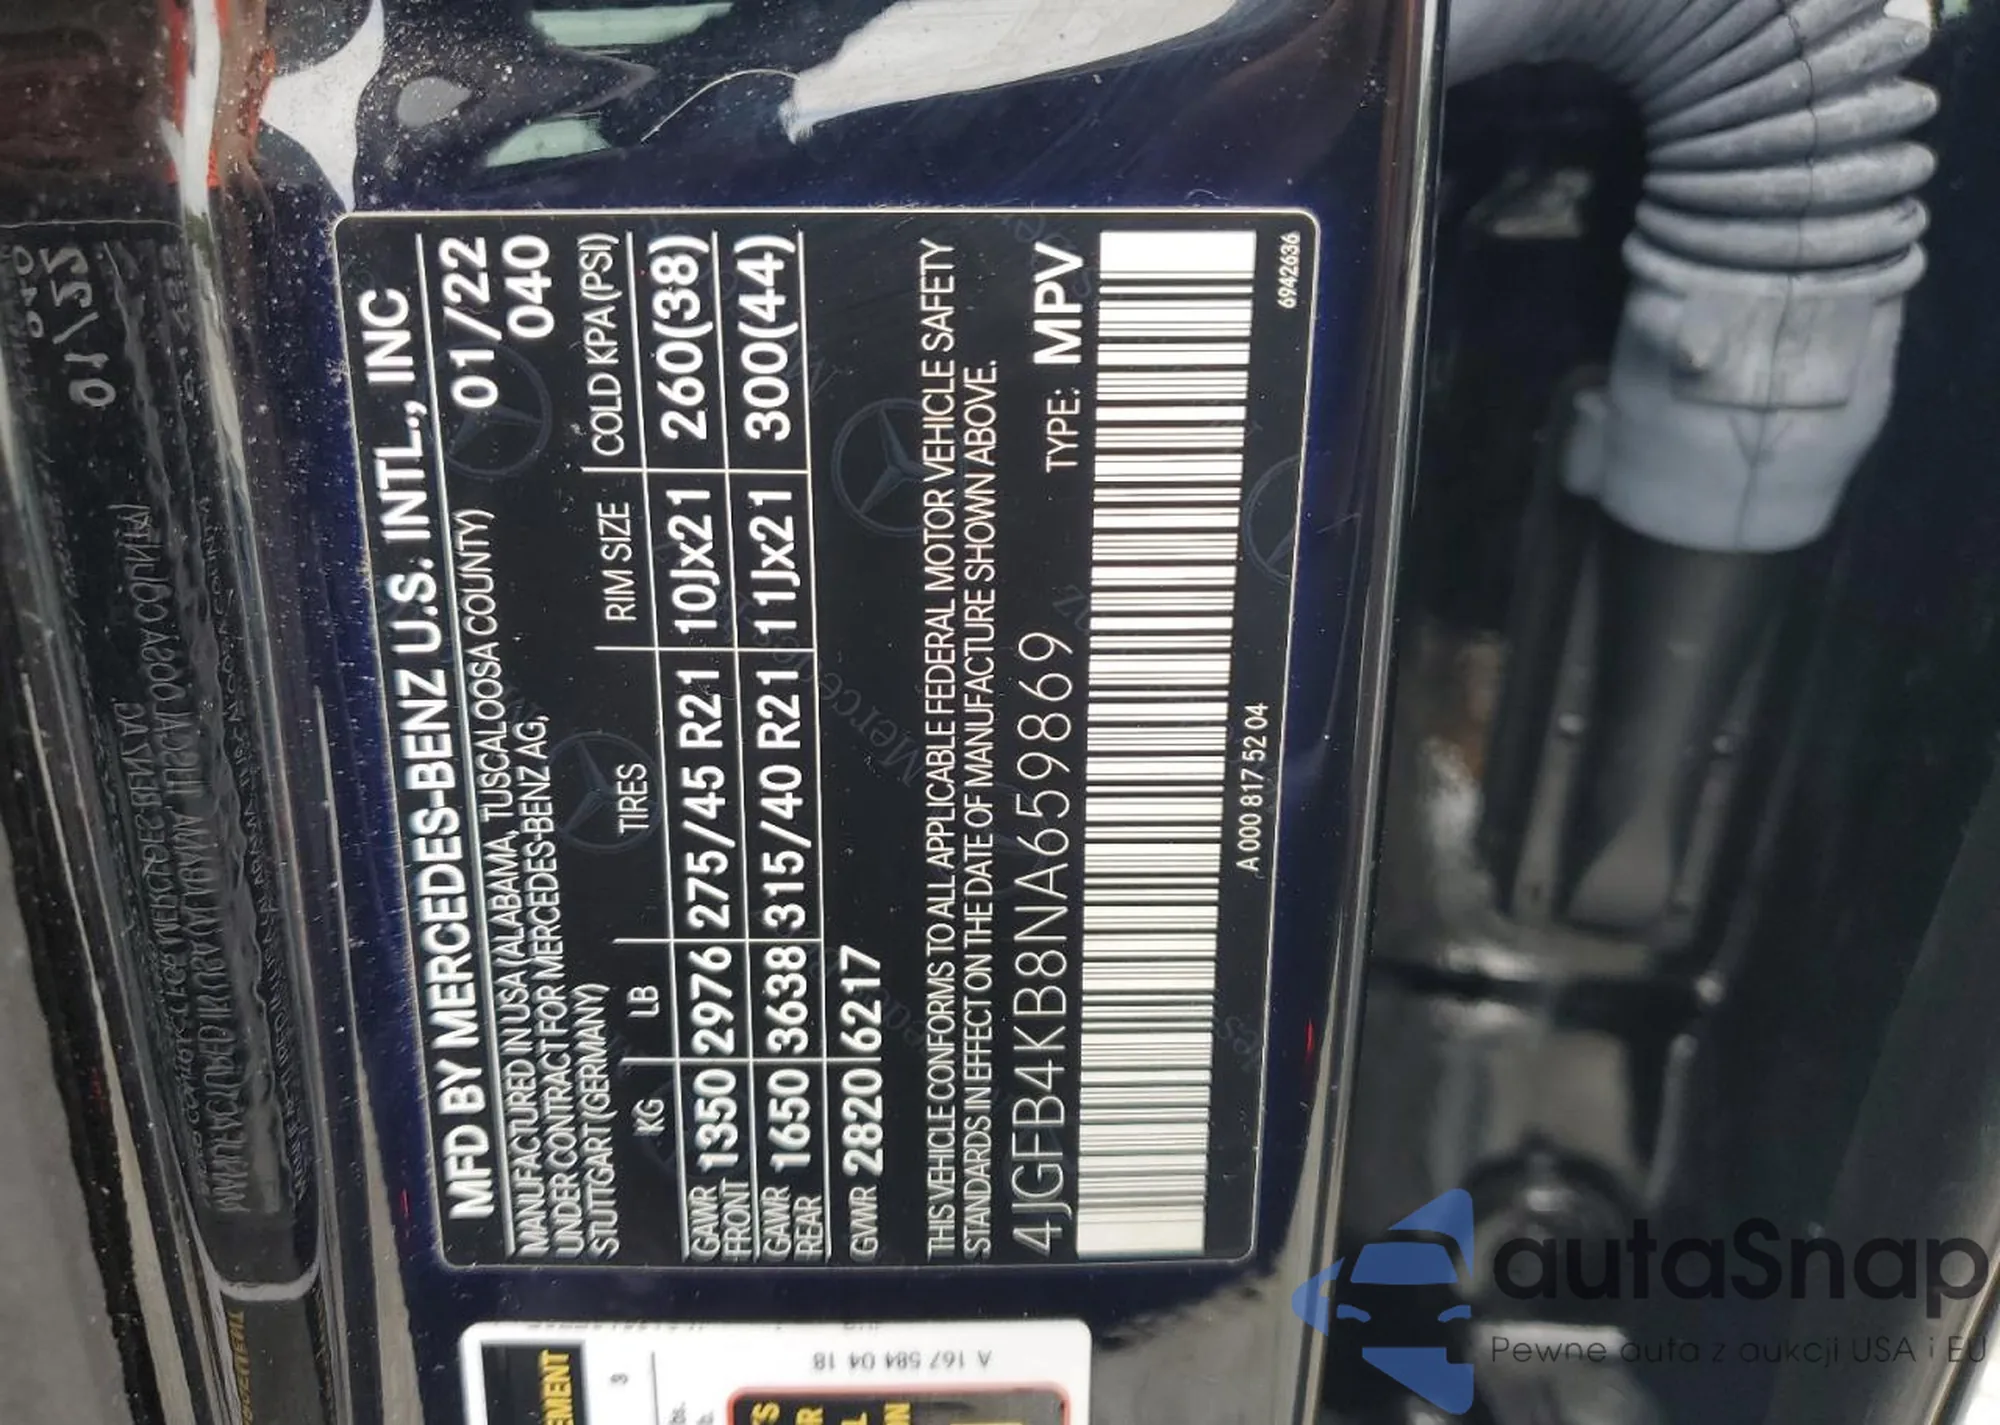 MFD BY MERCEDES-BENZ U.S. INTL., INC
MANUFACTURED IN USA (ALABAMA, TUSCALOOSA COUNTY) 01/22
UNDER CONTRACT FOR MERCEDES-BENZ AG, 040
STUTTGART (GERMANY)
KG LB TIRES RIM SIZE COLD KPA (PSI)
GAWR FRONT 1350 2976 275/45 R21 10Jx21 260(38)
GAWR REAR 1650 3638 315/40 R21 11Jx21 300(44)
GVWR 2820 6217
THIS VEHICLE CONFORMS TO ALL APPLICABLE FEDERAL MOTOR VEHICLE SAFETY
STANDARDS IN EFFECT ON THE DATE OF MANUFACTURE SHOWN ABOVE.
4JGFB4KB8NA659869 TYPE: MPV
A 000 817 52 04 6942636
A 167 584 04 18
autaSnap
Pewne auta z aukcji USA i EU